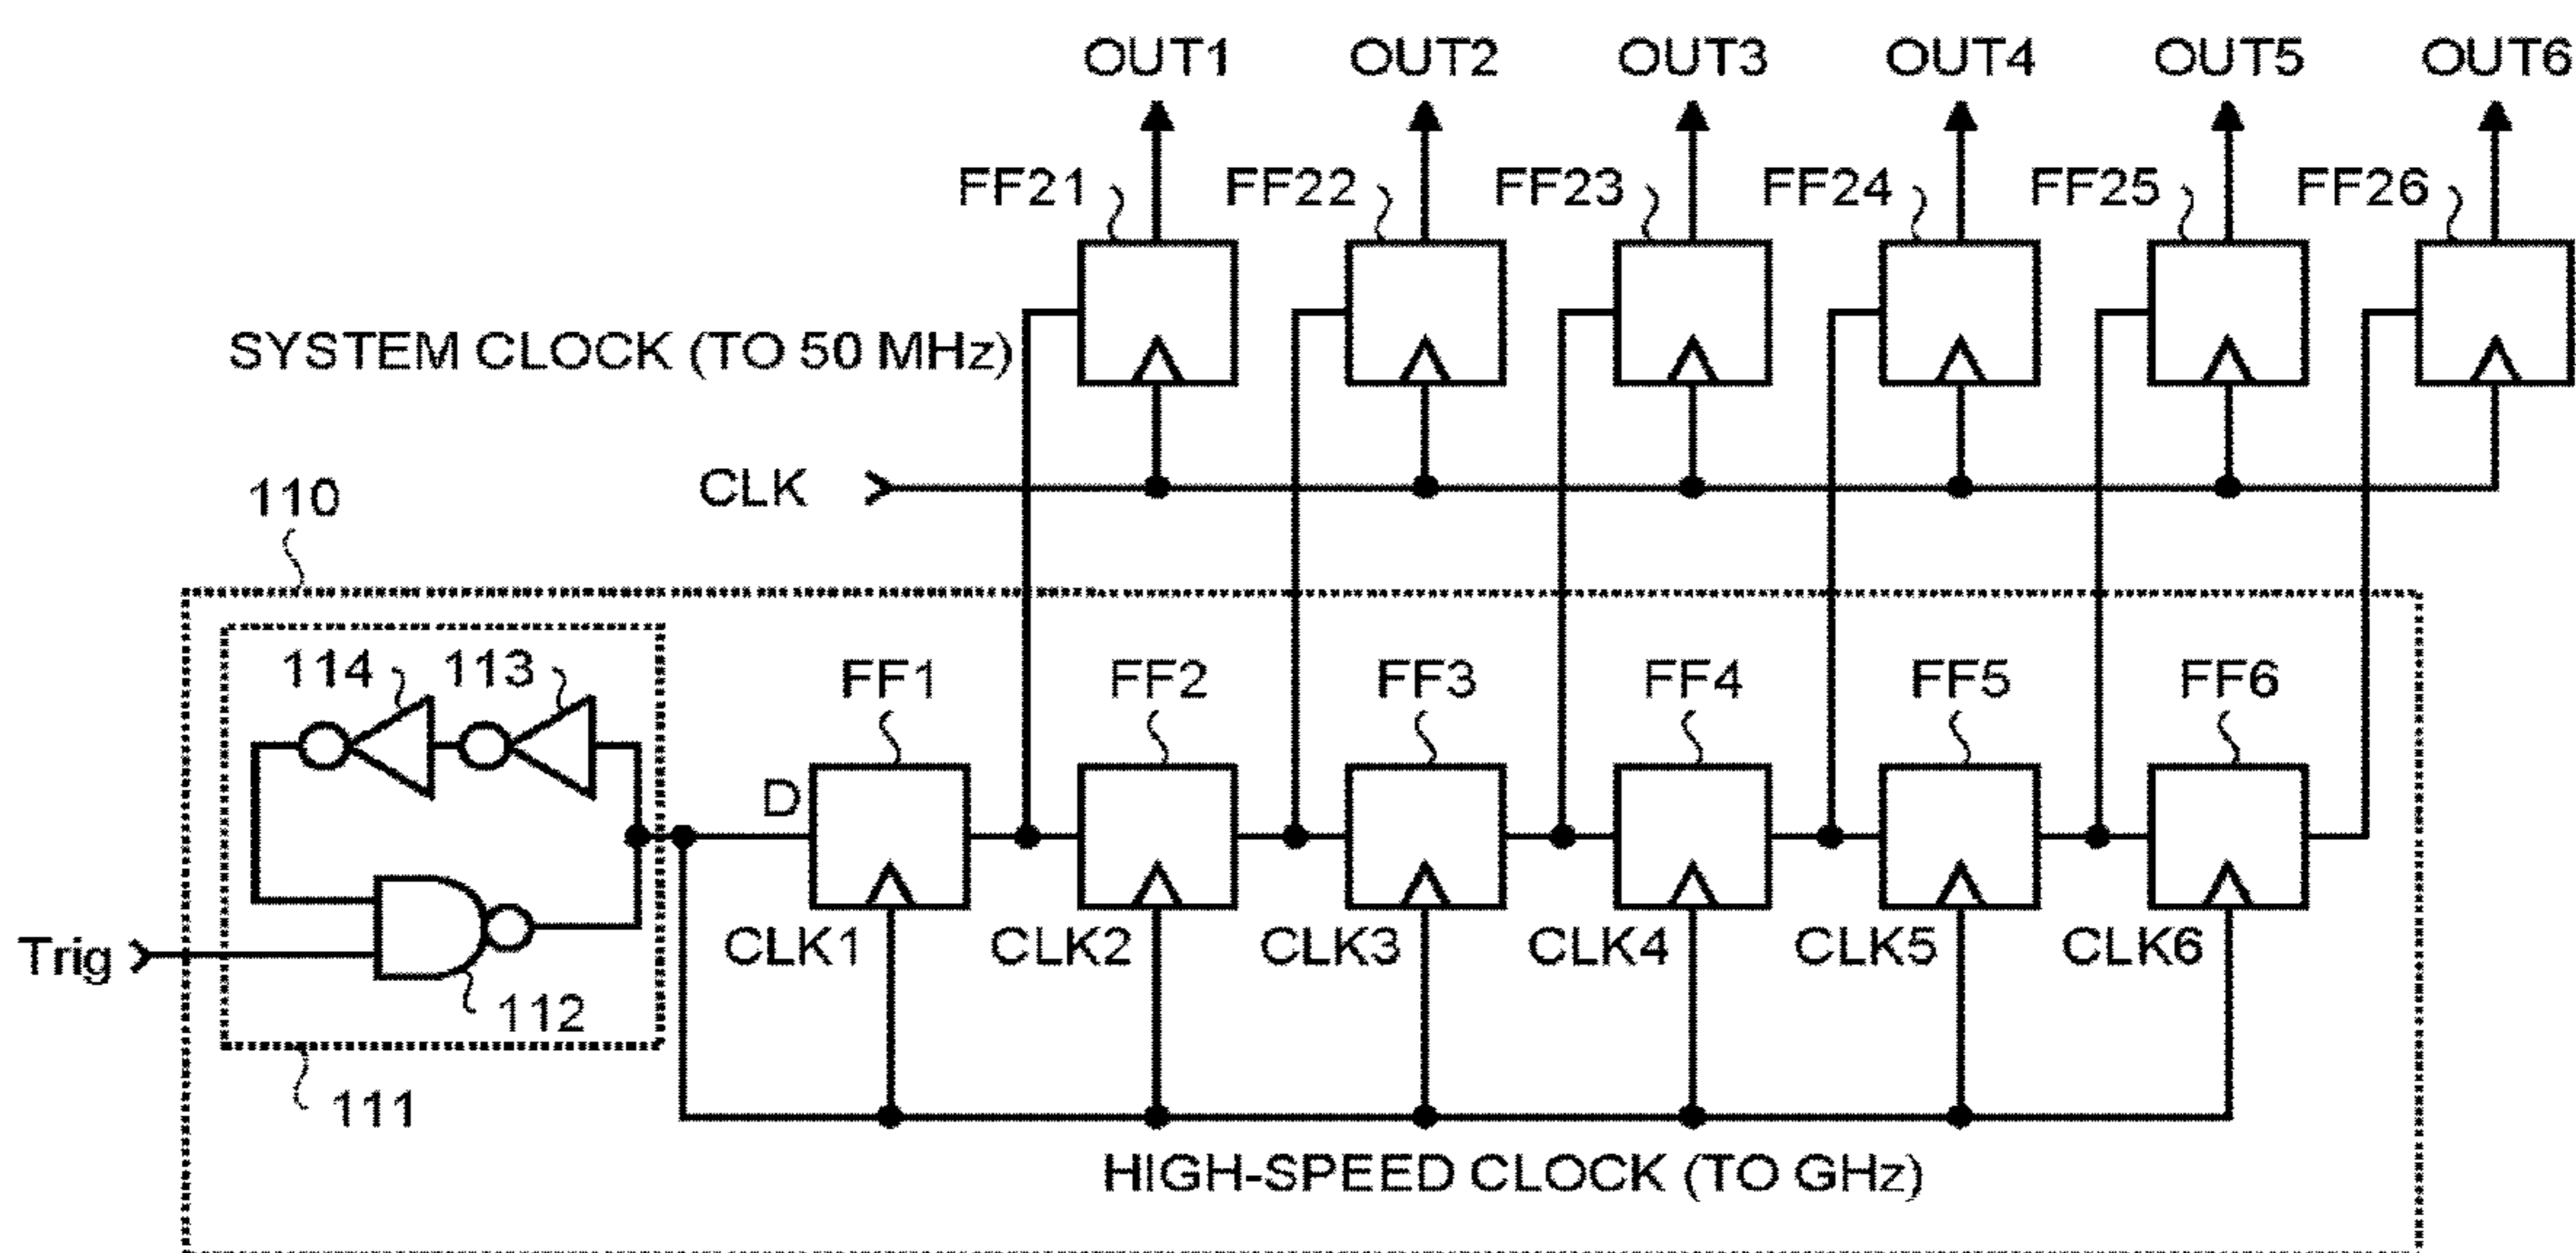 OUT1 OUT2 OUT3 OUT4 OUT5 OUT6
FF21 FF22 FF23 FF24 FF25 FF26
SYSTEM CLOCK (TO 50 MHz)
CLK
110
114 113 FF1 FF2 FF3 FF4 FF5 FF6
D
CLK1 CLK2 CLK3 CLK4 CLK5 CLK6
Trig
112
111
HIGH-SPEED CLOCK (TO GHz)